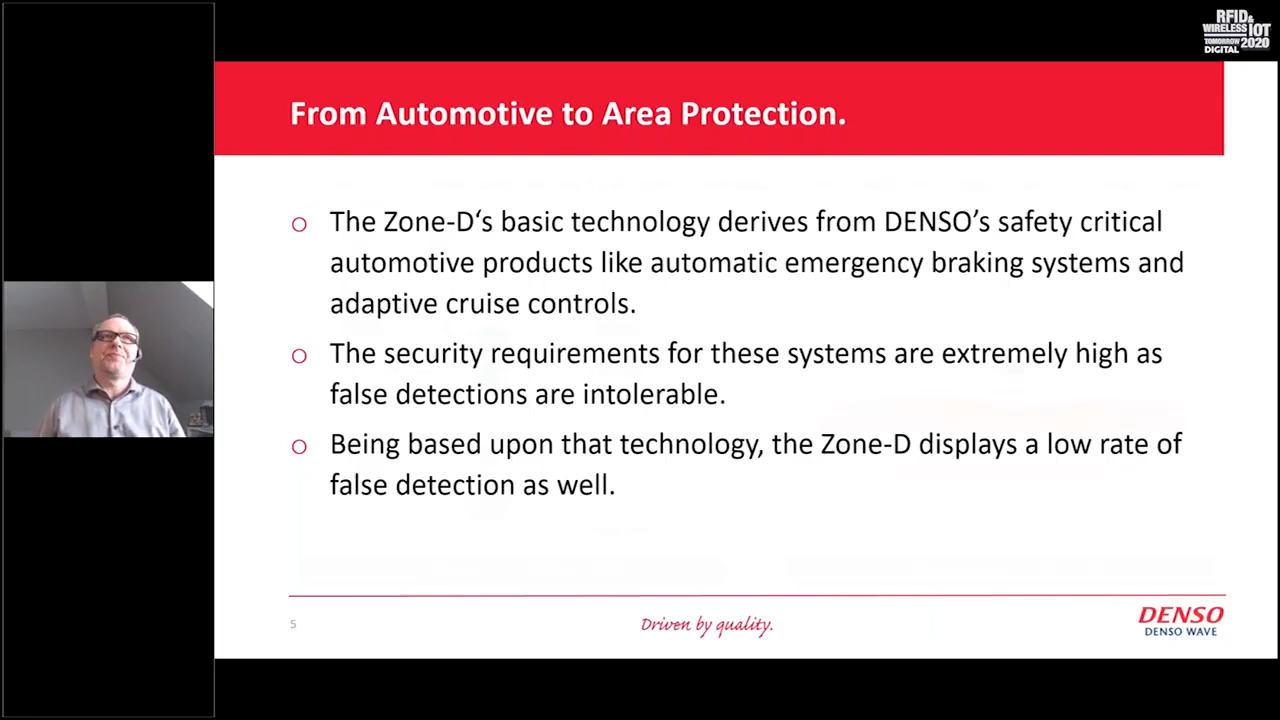 RFID &
WIRELESS IOT
TOMORROW 2020
DIGITAL
From Automotive to Area Protection.
o The Zone-D‘s basic technology derives from DENSO’s safety critical
automotive products like automatic emergency braking systems and
adaptive cruise controls.
o The security requirements for these systems are extremely high as
false detections are intolerable.
o Being based upon that technology, the Zone-D displays a low rate of
false detection as well.
5
Driven by quality.
DENSO
DENSO WAVE